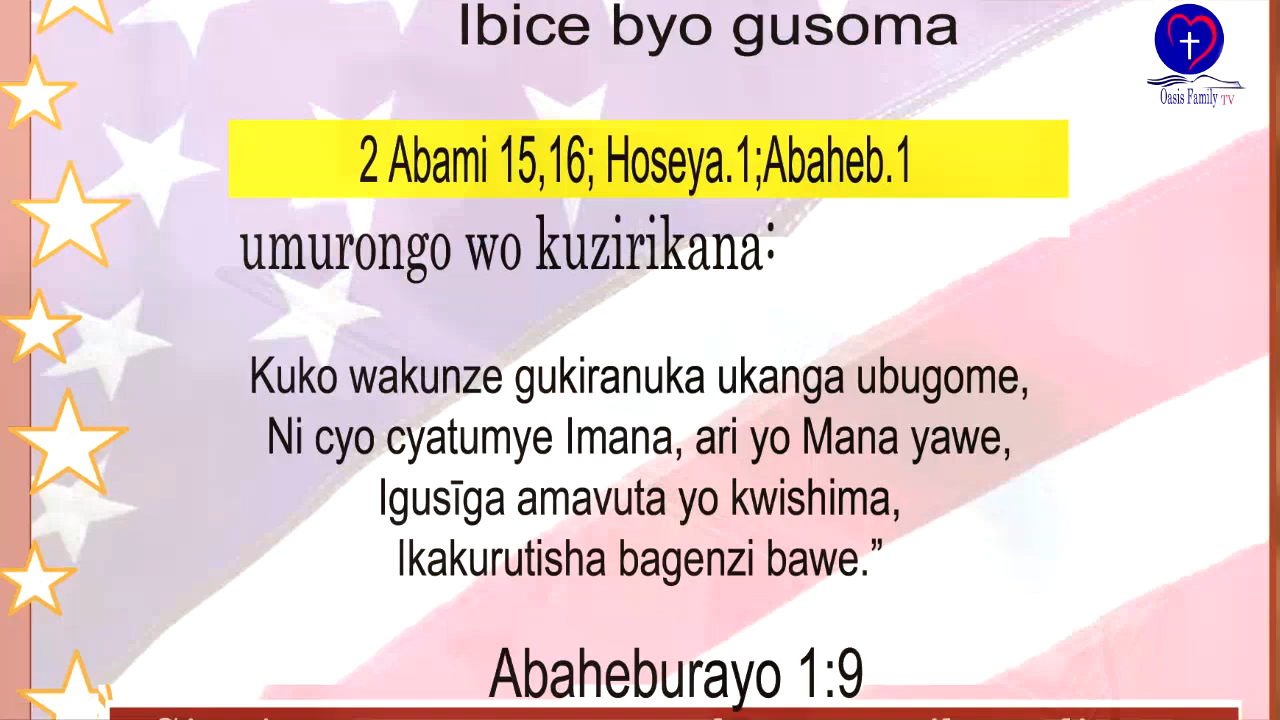 Ibice byo gusoma
Oasis Family TV
2 Abami 15,16; Hoseya.1;Abaheb.1
umurongo wo kuzirikana:
Kuko wakunze gukiranuka ukanga ubugome,
Ni cyo cyatumye Imana, ari yo Mana yawe,
Igusīga amavuta yo kwishima,
Ikakurutisha bagenzi bawe.”
Abaheburayo 1:9